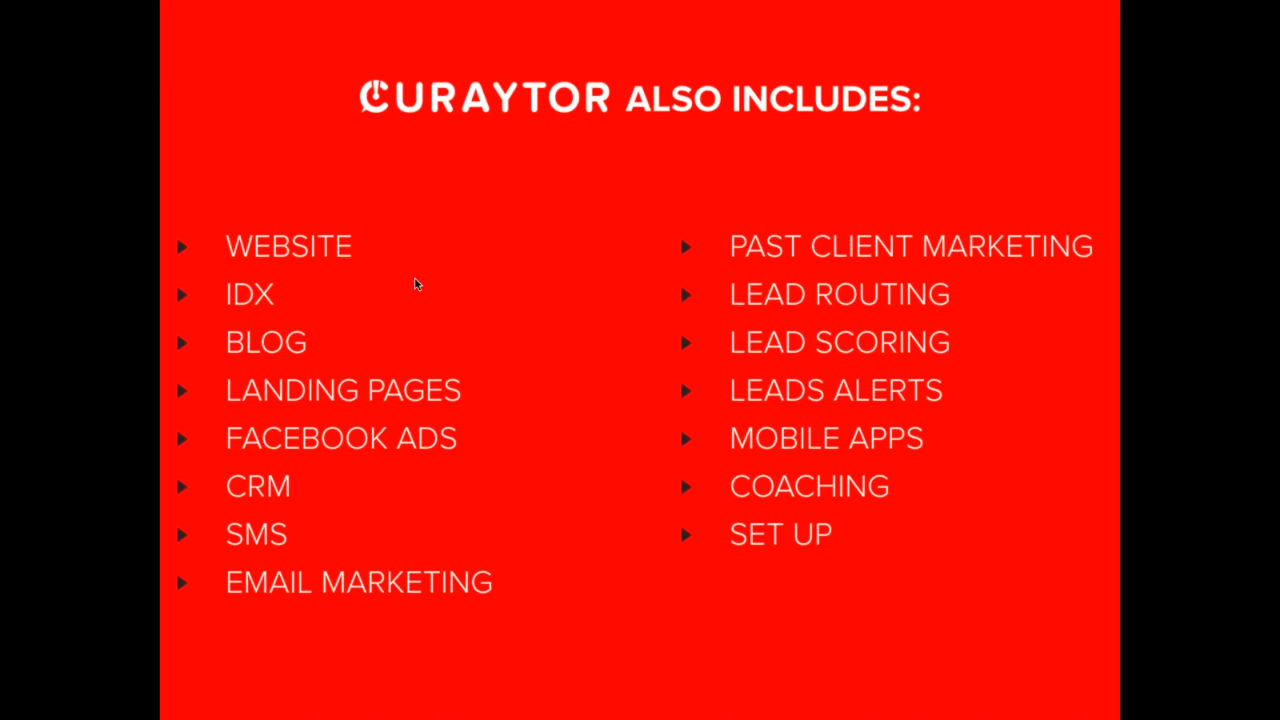 CURAYTOR ALSO INCLUDES:
WEBSITE
IDX
BLOG
LANDING PAGES
FACEBOOK ADS
CRM
SMS
EMAIL MARKETING
PAST CLIENT MARKETING
LEAD ROUTING
LEAD SCORING
LEADS ALERTS
MOBILE APPS
COACHING
SET UP